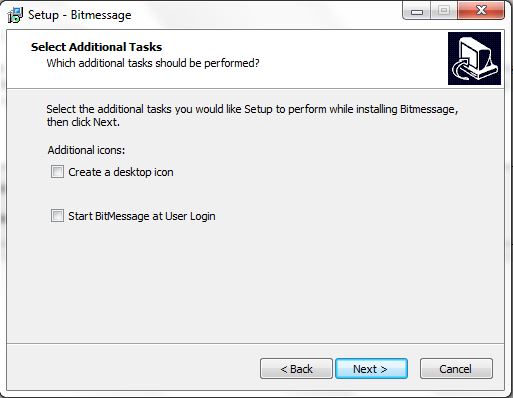 Setup - Bitmessage
Select Additional Tasks
Which additional tasks should be performed?
Select the additional tasks you would like Setup to perform while installing Bitmessage,
then click Next.
Additional icons:
Create a desktop icon
Start BitMessage at User Login
< Back
Next >
Cancel